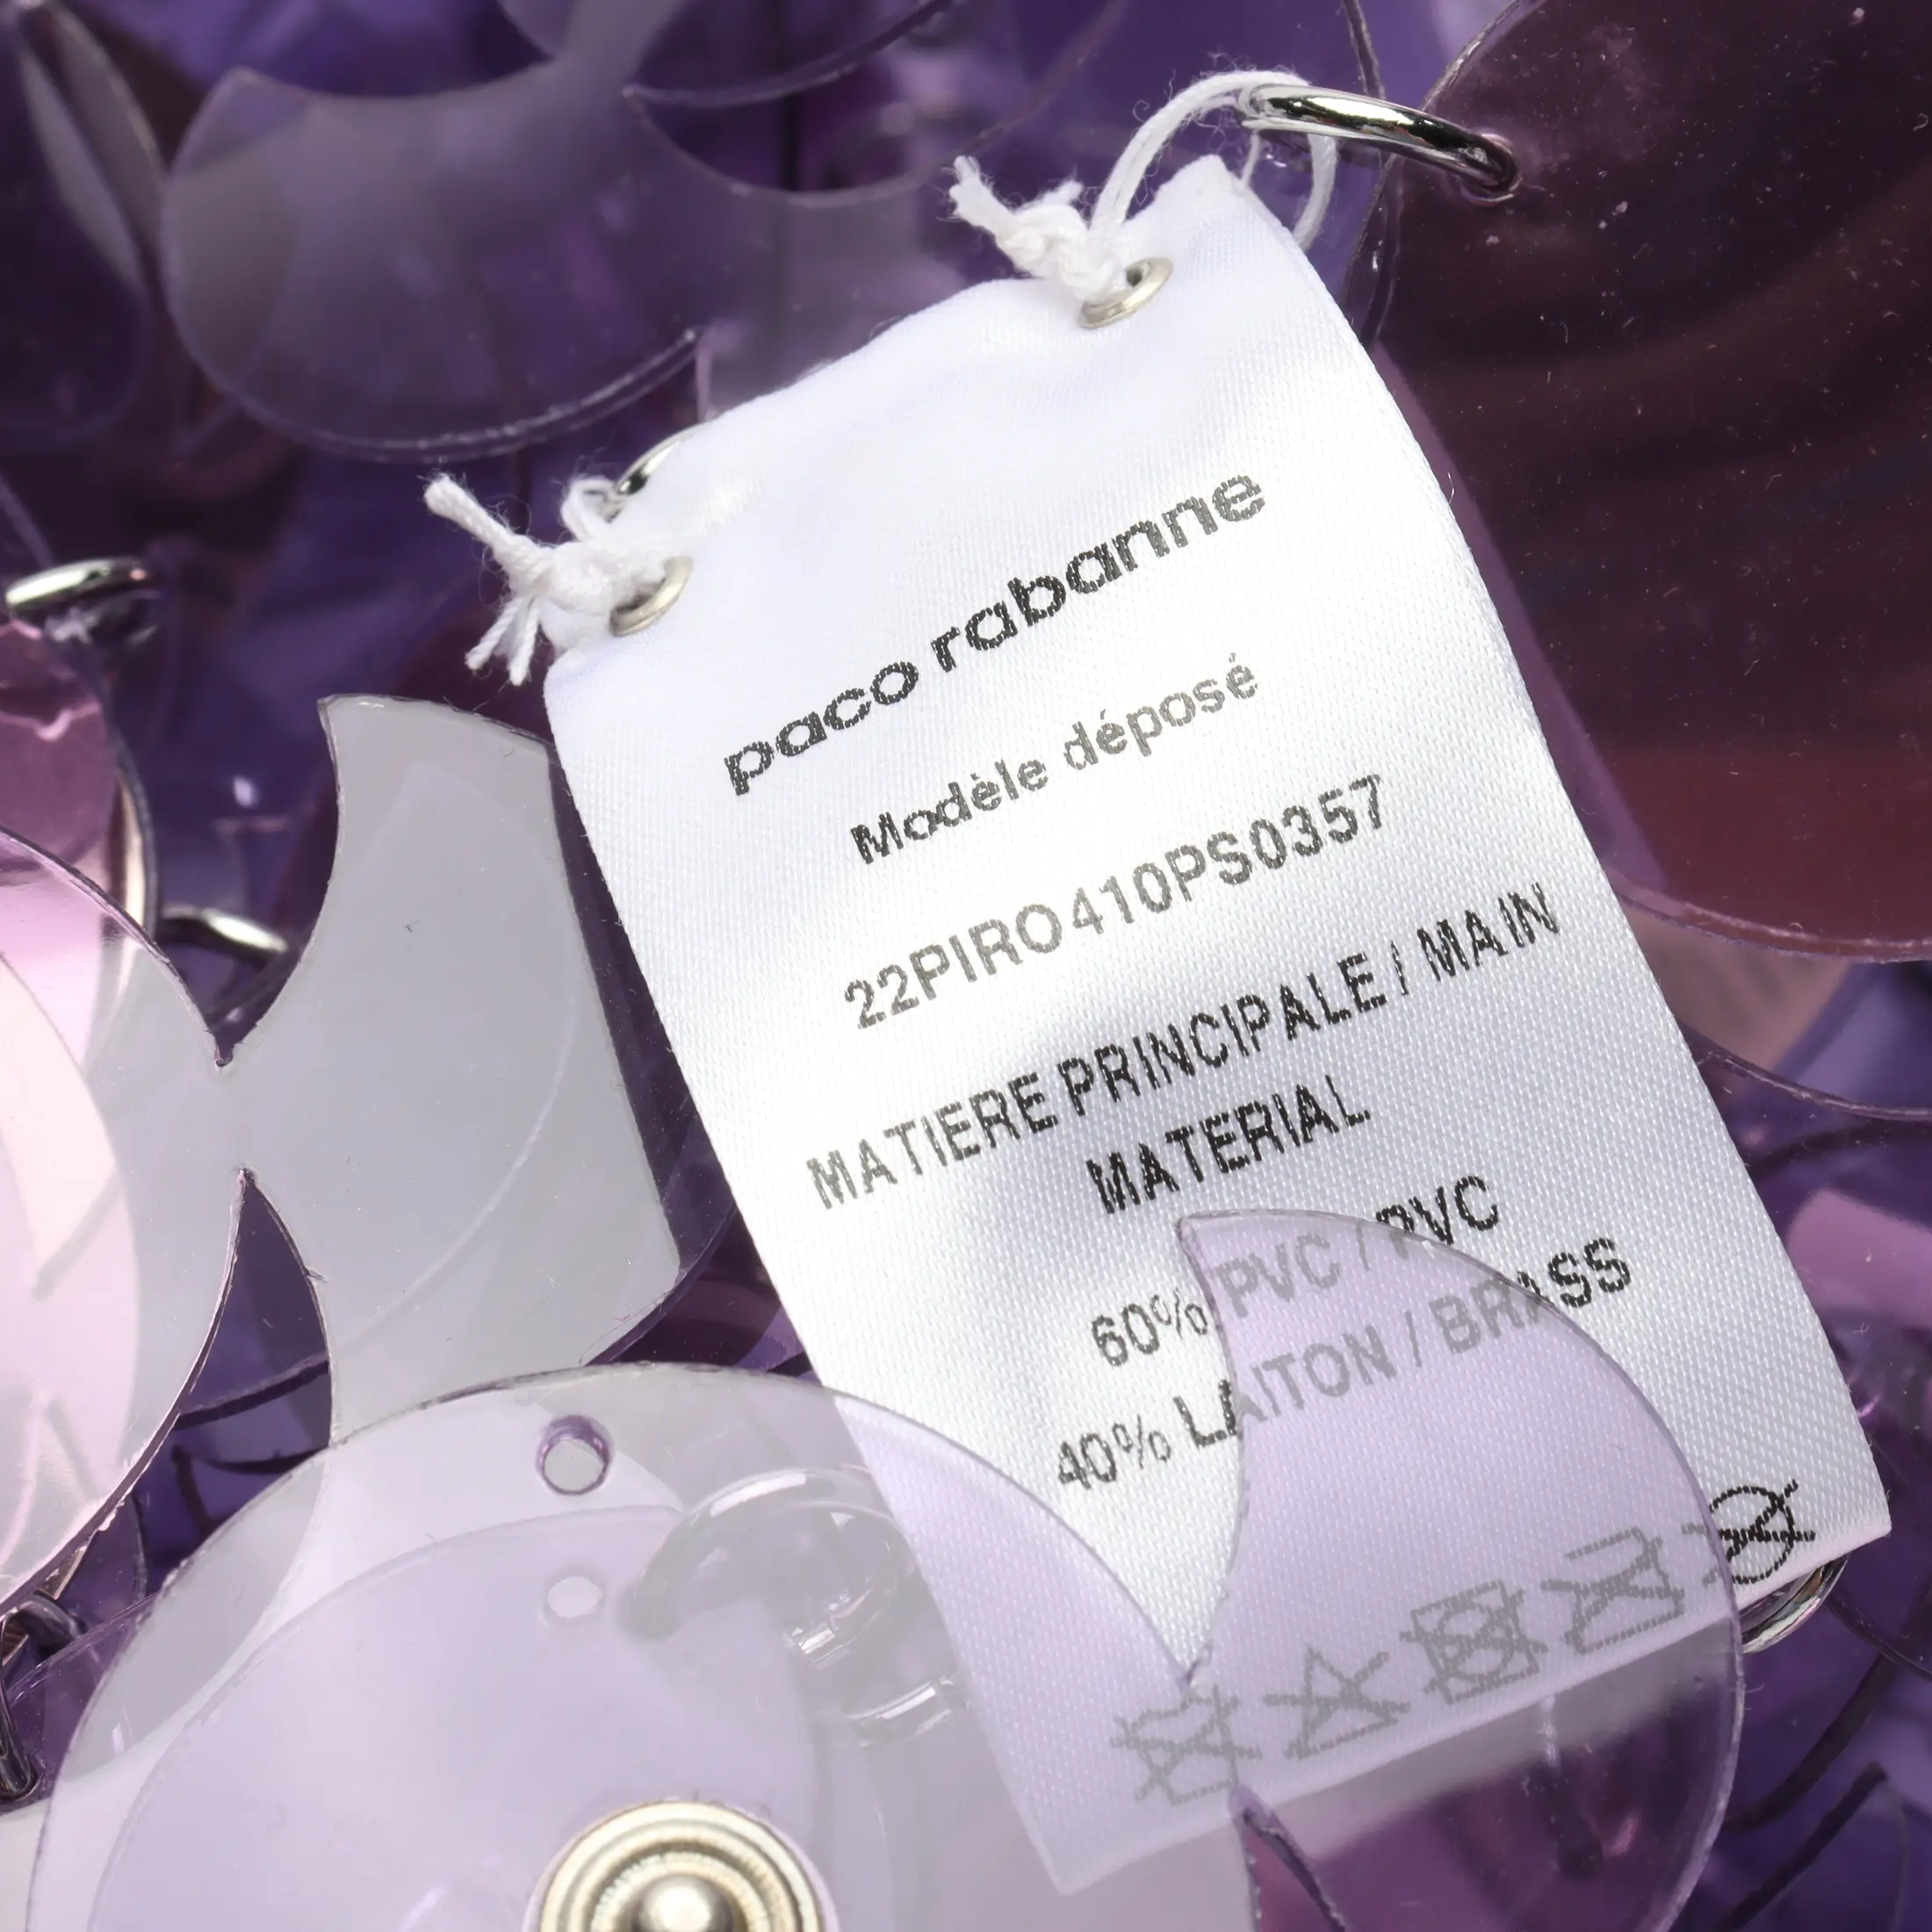 paco rabanne
Modèle déposé
22PIRO410PS0357
MATIERE PRINCIPALE / MAIN
MATERIAL
60% PVC / PVC
40% LAITON / BRASS